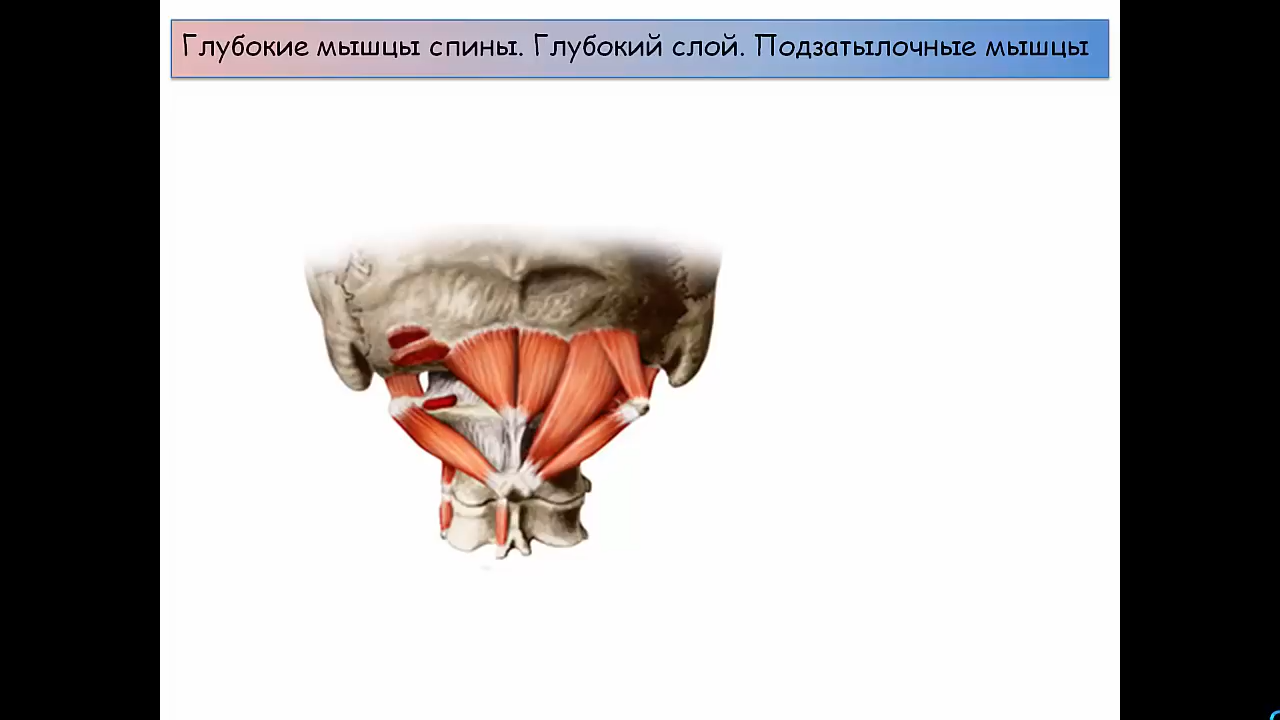 Глубокие мышцы спины. Глубокий слой. Подзатылочные мышцы